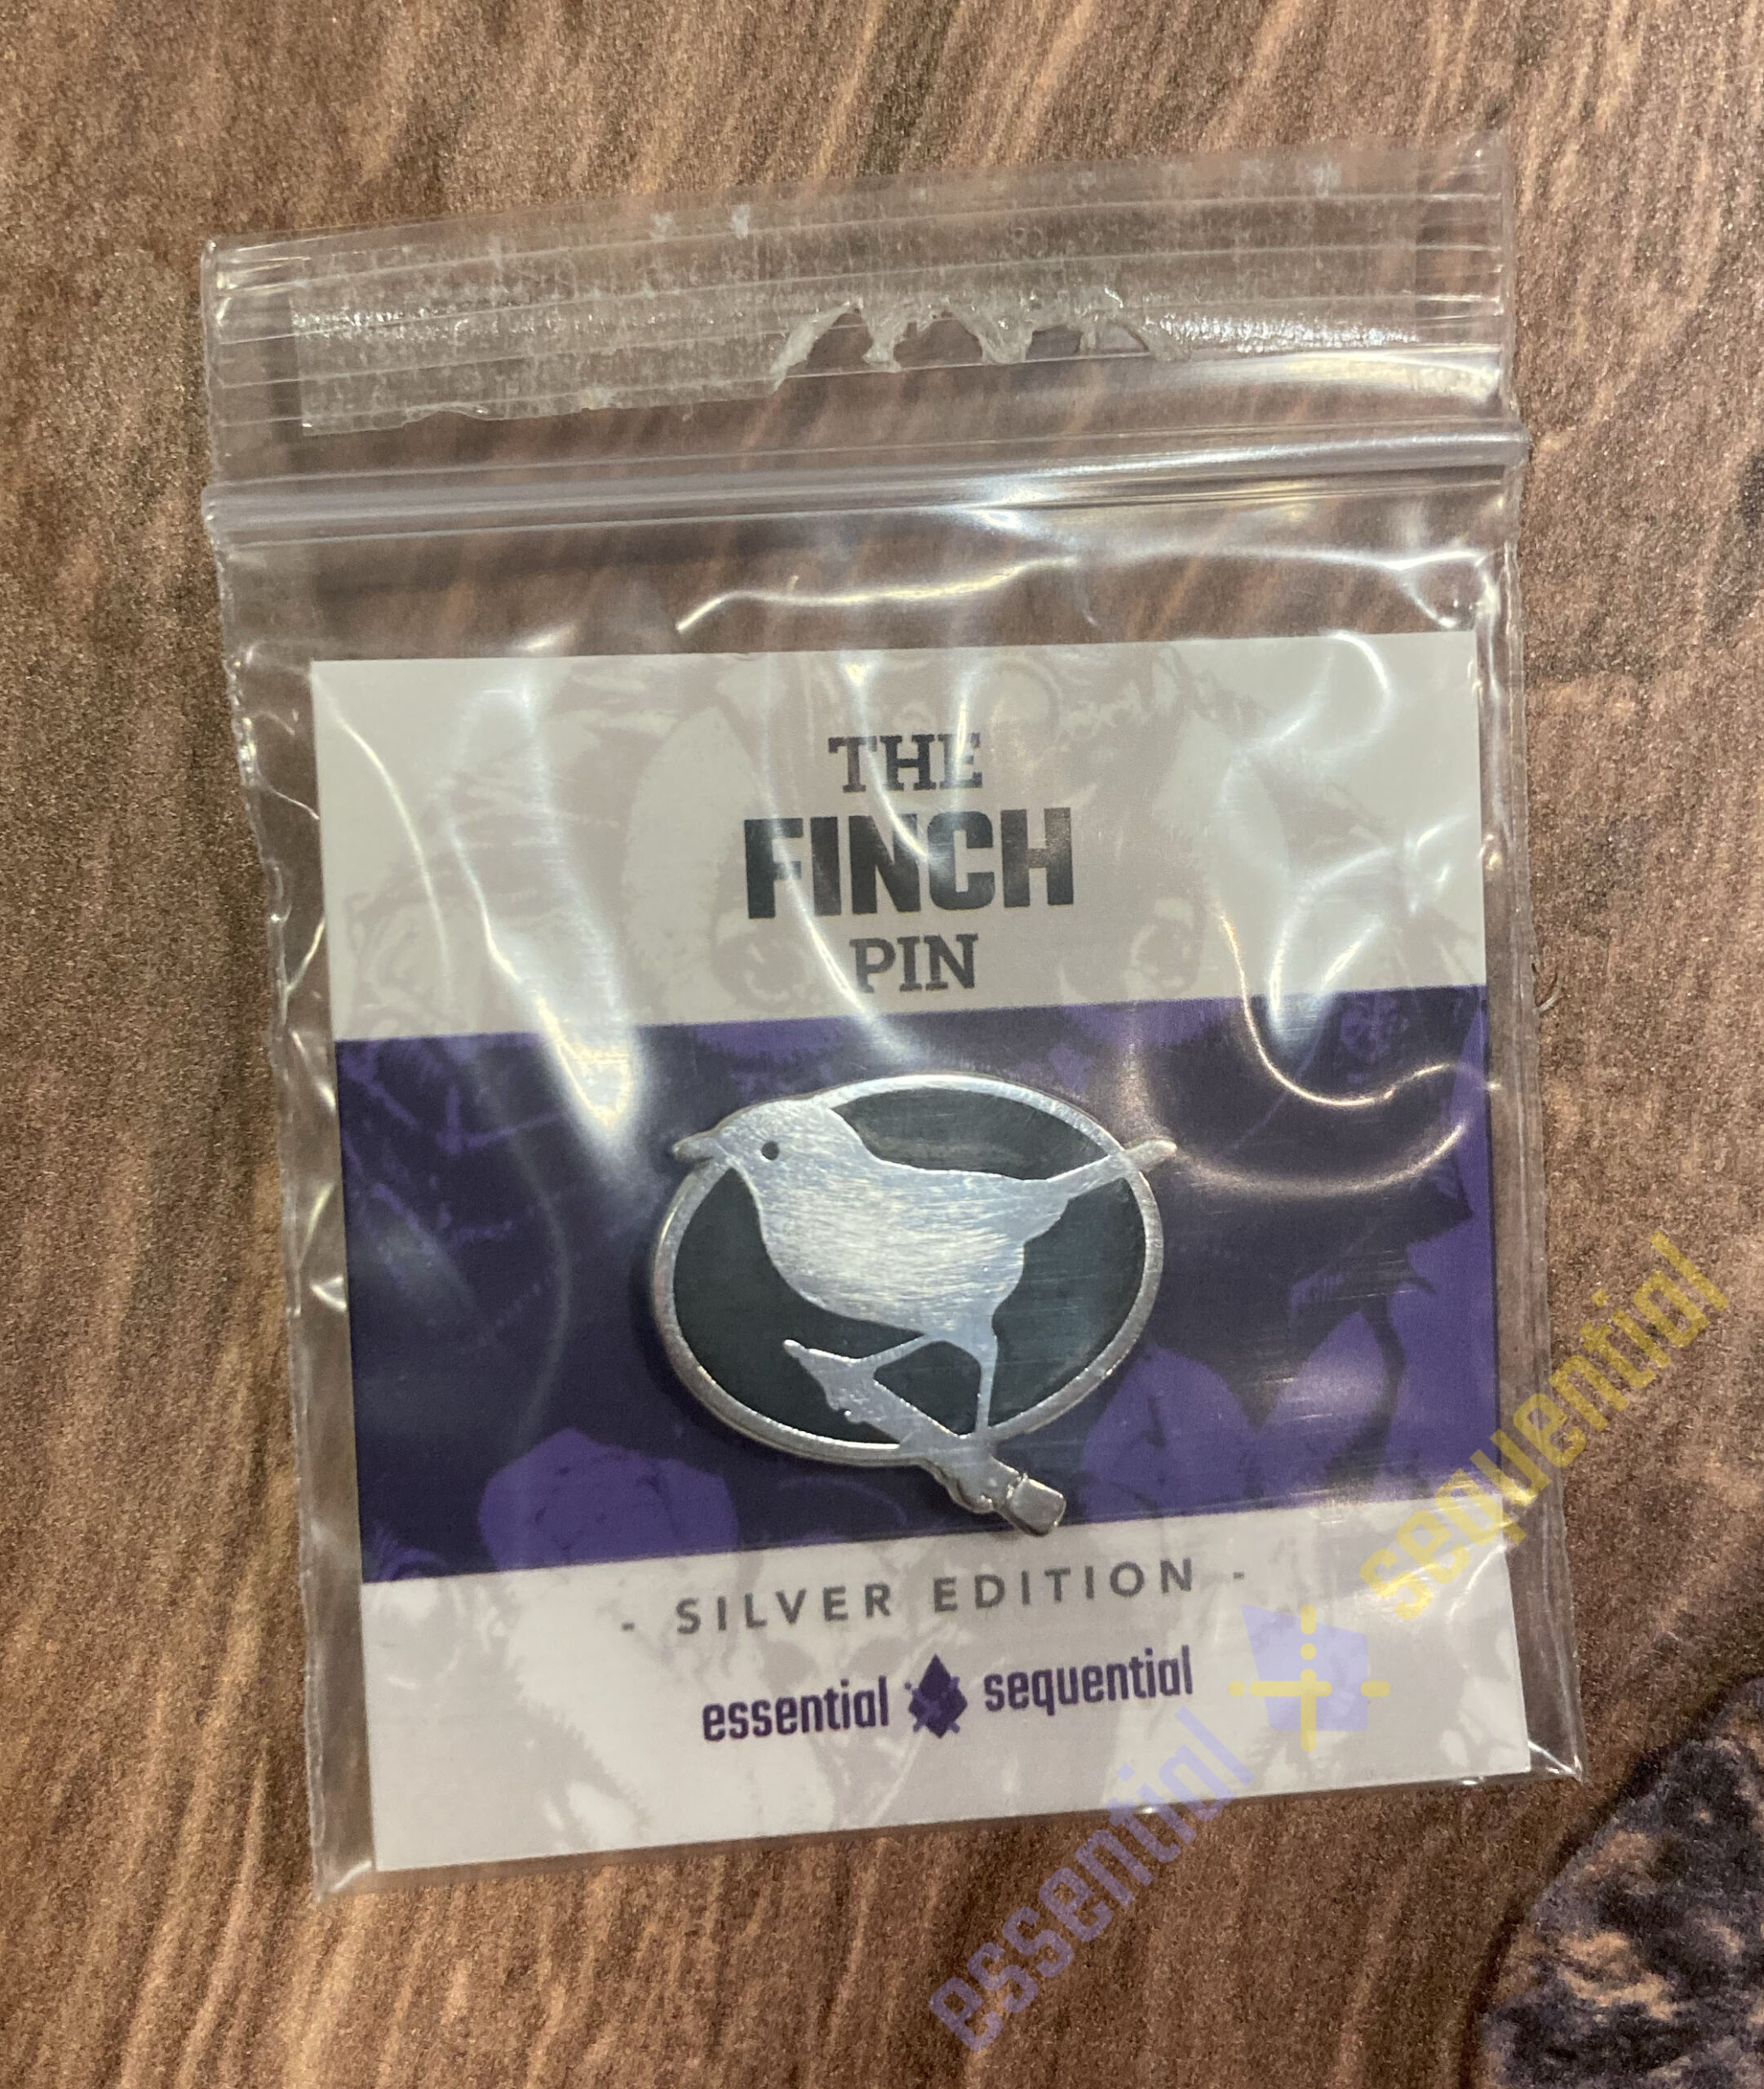 THE
FINCH
PIN
- SILVER EDITION -
essential sequential
essential sequential